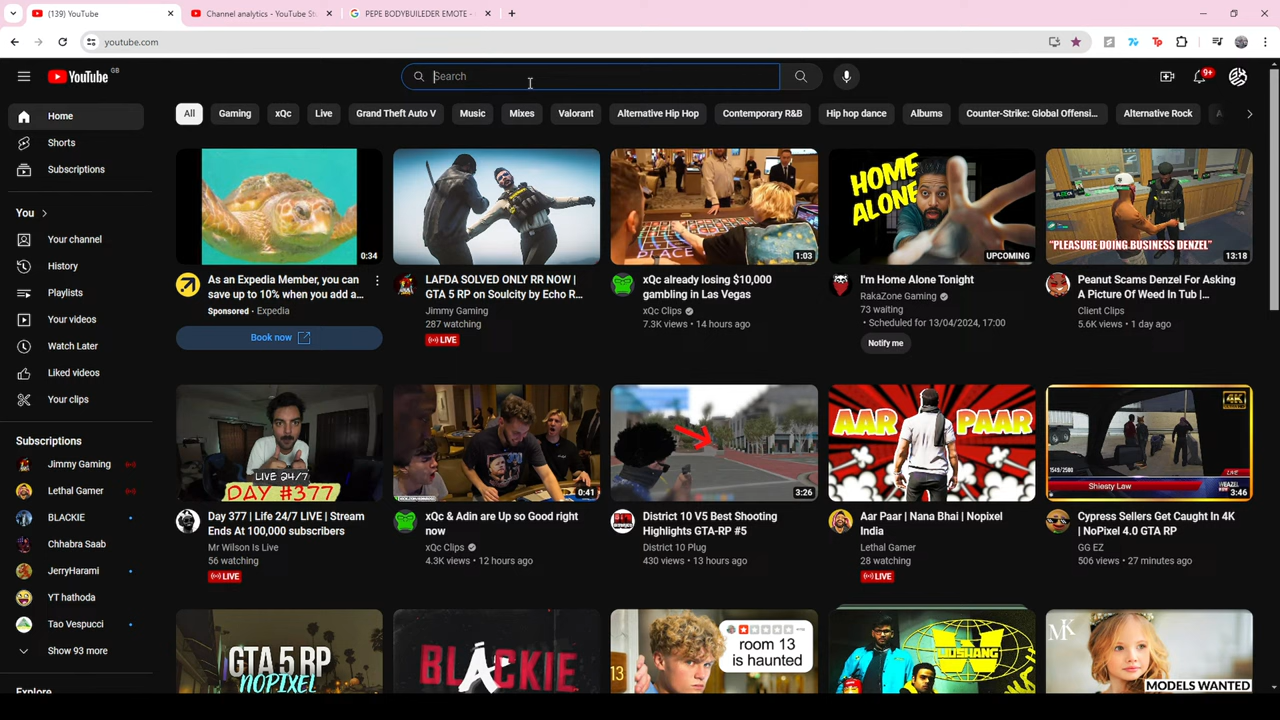 (139) YouTube
Channel analytics - YouTube St
PEPE BODYBUILEDER EMOTE -
youtube.com
YouTube GB
Search
9+
Home
Shorts
Subscriptions
You
Your channel
History
Playlists
Your videos
Watch Later
Liked videos
Your clips
Subscriptions
Jimmy Gaming
Lethal Gamer
BLACKIE
Chhabra Saab
JerryHarami
YT hathoda
Tao Vespucci
Show 93 more
Explore
All Gaming xQc Live Grand Theft Auto V Music Mixes Valorant Alternative Hip Hop Contemporary R&B Hip hop dance Albums Counter-Strike: Global Offensi... Alternative Rock
0:34
As an Expedia Member, you can
save up to 10% when you add a...
Sponsored · Expedia
Book now
LAFDA SOLVED ONLY RR NOW |
GTA 5 RP on Soulcity by Echo R...
Jimmy Gaming
287 watching
LIVE
PLACE
1:03
xQc already losing $10,000
gambling in Las Vegas
xQc Clips
7.3K views • 14 hours ago
HOME
ALONE
UPCOMING
I'm Home Alone Tonight
RakaZone Gaming
73 waiting
• Scheduled for 13/04/2024, 17:00
Notify me
"PLEASURE DOING BUSINESS DENZEL"
13:18
Peanut Scams Denzel For Asking
A Picture Of Weed In Tub |...
Client Clips
5.6K views • 1 day ago
LIVE 24/7
DAY #377
Day 377 | Life 24/7 LIVE | Stream
Ends At 100,000 subscribers
Mr Wilson Is Live
56 watching
LIVE
0:41
xQc & Adin are Up so Good right
now
xQc Clips
4.3K views • 12 hours ago
3:26
District 10 V5 Best Shooting
Highlights GTA-RP #5
District 10 Plug
430 views • 13 hours ago
AAR PAAR
Aar Paar | Nana Bhai | Nopixel
India
Lethal Gamer
28 watching
LIVE
4K
LIVE
Shiesty Law
3:46
Cypress Sellers Get Caught In 4K
| NoPixel 4.0 GTA RP
GG EZ
506 views • 27 minutes ago
GTA 5 RP
NOPIXEL
BLACKIE
13
room 13
is haunted
WUSHANG
MK
MODELS WANTED